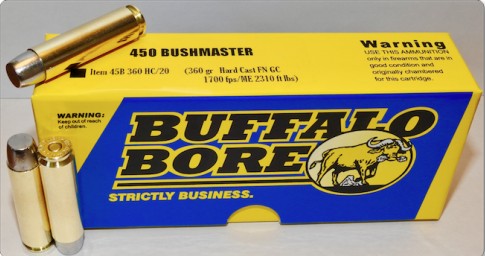 450 BUSHMASTER
Item 45B 360 HC/20 (360 gr Hard Cast FN GC
1700 fps/ME 2310 ft lbs)
Warning
USE THIS AMMUNITION
only in firearms that are in
good condition and
originally chambered
for this cartridge.
WARNING:
Keep out of reach
of children.
BUFFALO
BORE
STRICTLY BUSINESS.